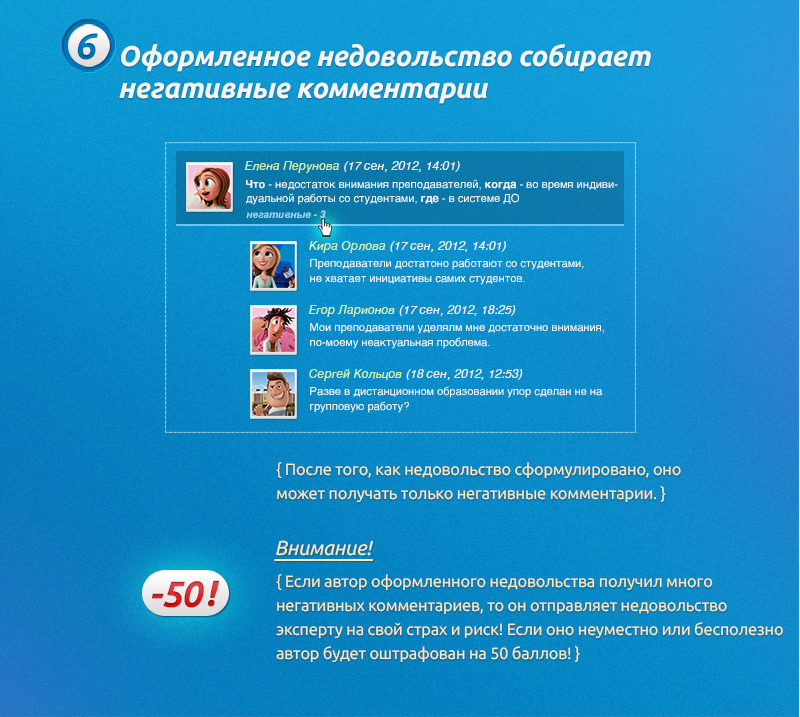 6
Оформленное недовольство собирает
негативные комментарии
Елена Перунова (17 сен, 2012, 14:01)
Что - недостаток внимания преподавателей, когда - во время индиви-
дуальной работы со студентами, где - в системе ДО
негативные - 3
Кира Орлова (17 сен, 2012, 14:01)
Преподаватели достатоно работают со студентами,
не хватает инициативы самих студентов.
Егор Ларионов (17 сен, 2012, 18:25)
Мои преподаватели уделялм мне достаточно внимания,
по-моему неактуальная проблема.
Сергей Кольцов (18 сен, 2012, 12:53)
Разве в дистанционном образовании упор сделан не на
групповую работу?
{ После того, как недовольство сформулировано, оно
может получать только негативные комментарии. }
Внимание!
-50!
{ Если автор оформленного недовольства получил много
негативных комментариев, то он отправляет недовольство
эксперту на свой страх и риск! Если оно неуместно или бесполезно
автор будет оштрафован на 50 баллов! }